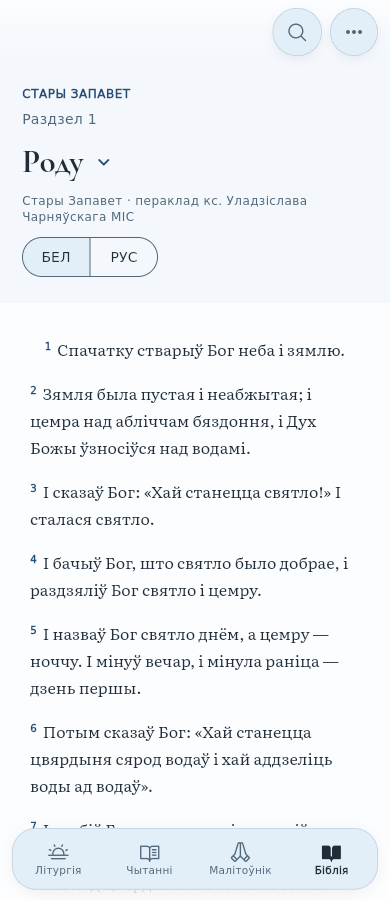 СТАРЫ ЗАПАВЕТ
Раздзел 1
Роду
Стары Запавет · пераклад кс. Уладзіслава
Чарняўскага МІС
БЕЛ РУС
1 Спачатку стварыў Бог неба і зямлю.
2 Зямля была пустая і неабжытая; і
цемра над абліччам бяздоння, і Дух
Божы ўзносіўся над водамі.
3 І сказаў Бог: «Хай станецца святло!» І
сталася святло.
4 І бачыў Бог, што святло было добрае, і
раздзяліў Бог святло і цемру.
5 І назваў Бог святло днём, а цемру —
ноччу. І мінуў вечар, і мінула раніца —
дзень першы.
6 Потым сказаў Бог: «Хай станецца
цвярдыня сярод водаў і хай аддзеліць
воды ад водаў».
7
Літургія Чытанні Малітоўнік Біблія